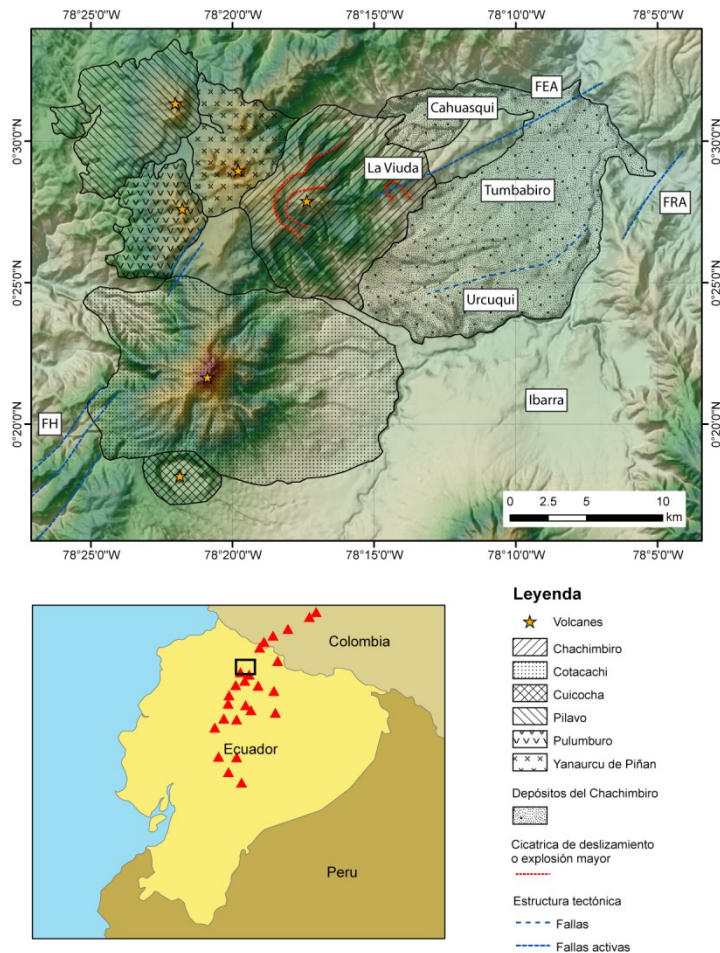 78°25'0"W 78°20'0"W 78°15'0"W 78°10'0"W 78°5'0"W
FEA
Cahuasqui
0°30'0"N 0°30'0"N
La Viuda
Tumbabiro
FRA
0°25'0"N 0°25'0"N
Urcuqui
FH
Ibarra
0°20'0"N 0°20'0"N
0 2.5 5 10
km
78°25'0"W 78°20'0"W 78°15'0"W 78°10'0"W 78°5'0"W
Colombia
Ecuador
Peru
Leyenda
Volcanes
Chachimbiro
Cotacachi
Cuicocha
Pilavo
Pulumburo
Yanaurcu de Piñan
Depósitos del Chachimbiro
Cicatrica de deslizamiento
o explosión mayor
Estructura tectónica
Fallas
Fallas activas